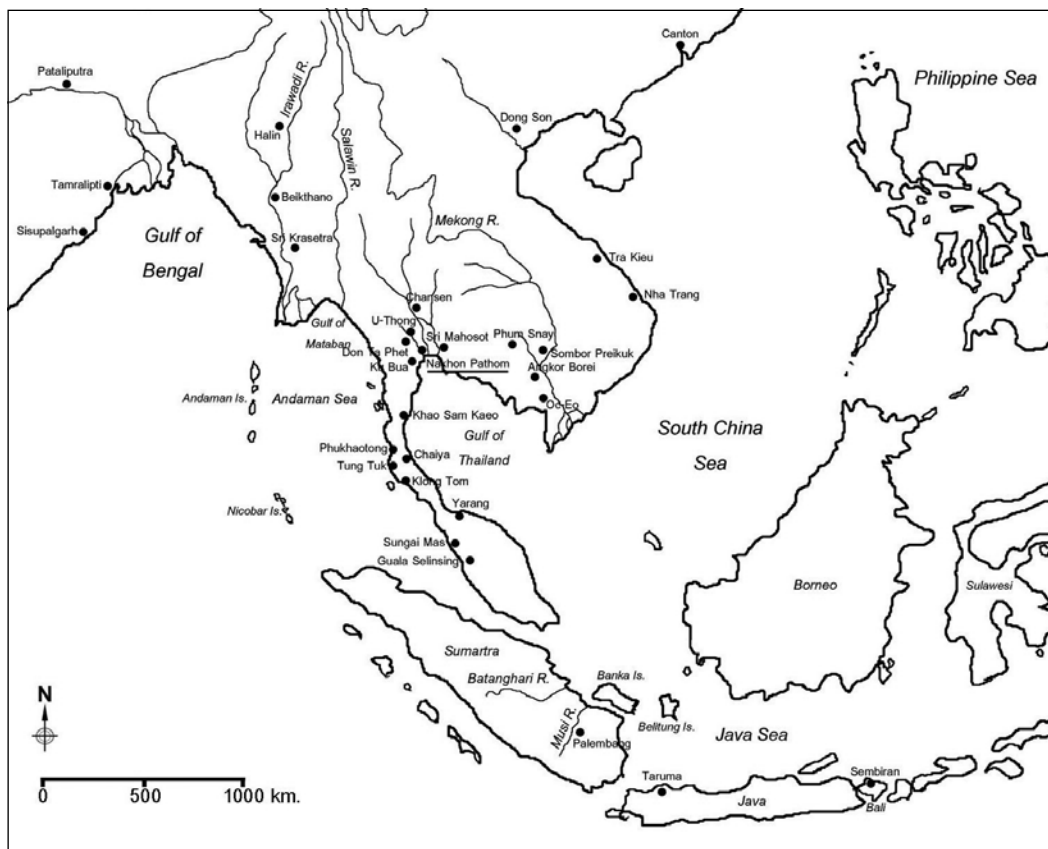 Canton
Pataliputra
Philippine Sea
Irawadi R.
Dong Son
Halin
Salawin R.
Tamralipti
Beikthano
Mekong R.
Sisupalgarh
Gulf of
Bengal
Sri Krasetra
Tra Kieu
Nha Trang
Chansen
Gulf of
Mataban
U-Thong
Sri Mahosot
Phum Snay
Don Ta Phet
Sombor Preikuk
Ku Bua
Nakhon Pathom
Angkor Borei
Andaman Is.
Andaman Sea
Oc-Eo
Khao Sam Kaeo
Gulf of
Thailand
South China
Sea
Phukhaotong
Chaiya
Tung Tuk
Klong Tom
Nicobar Is.
Yarang
Sungai Mas
Guala Selinsing
Borneo
Sulawesi
Sumartra
Batanghari R.
Banka Is.
N
Musi R.
Belitung Is.
Java Sea
Palembang
Taruma
Sembiran
Java
Bali
0 500 1000 km.